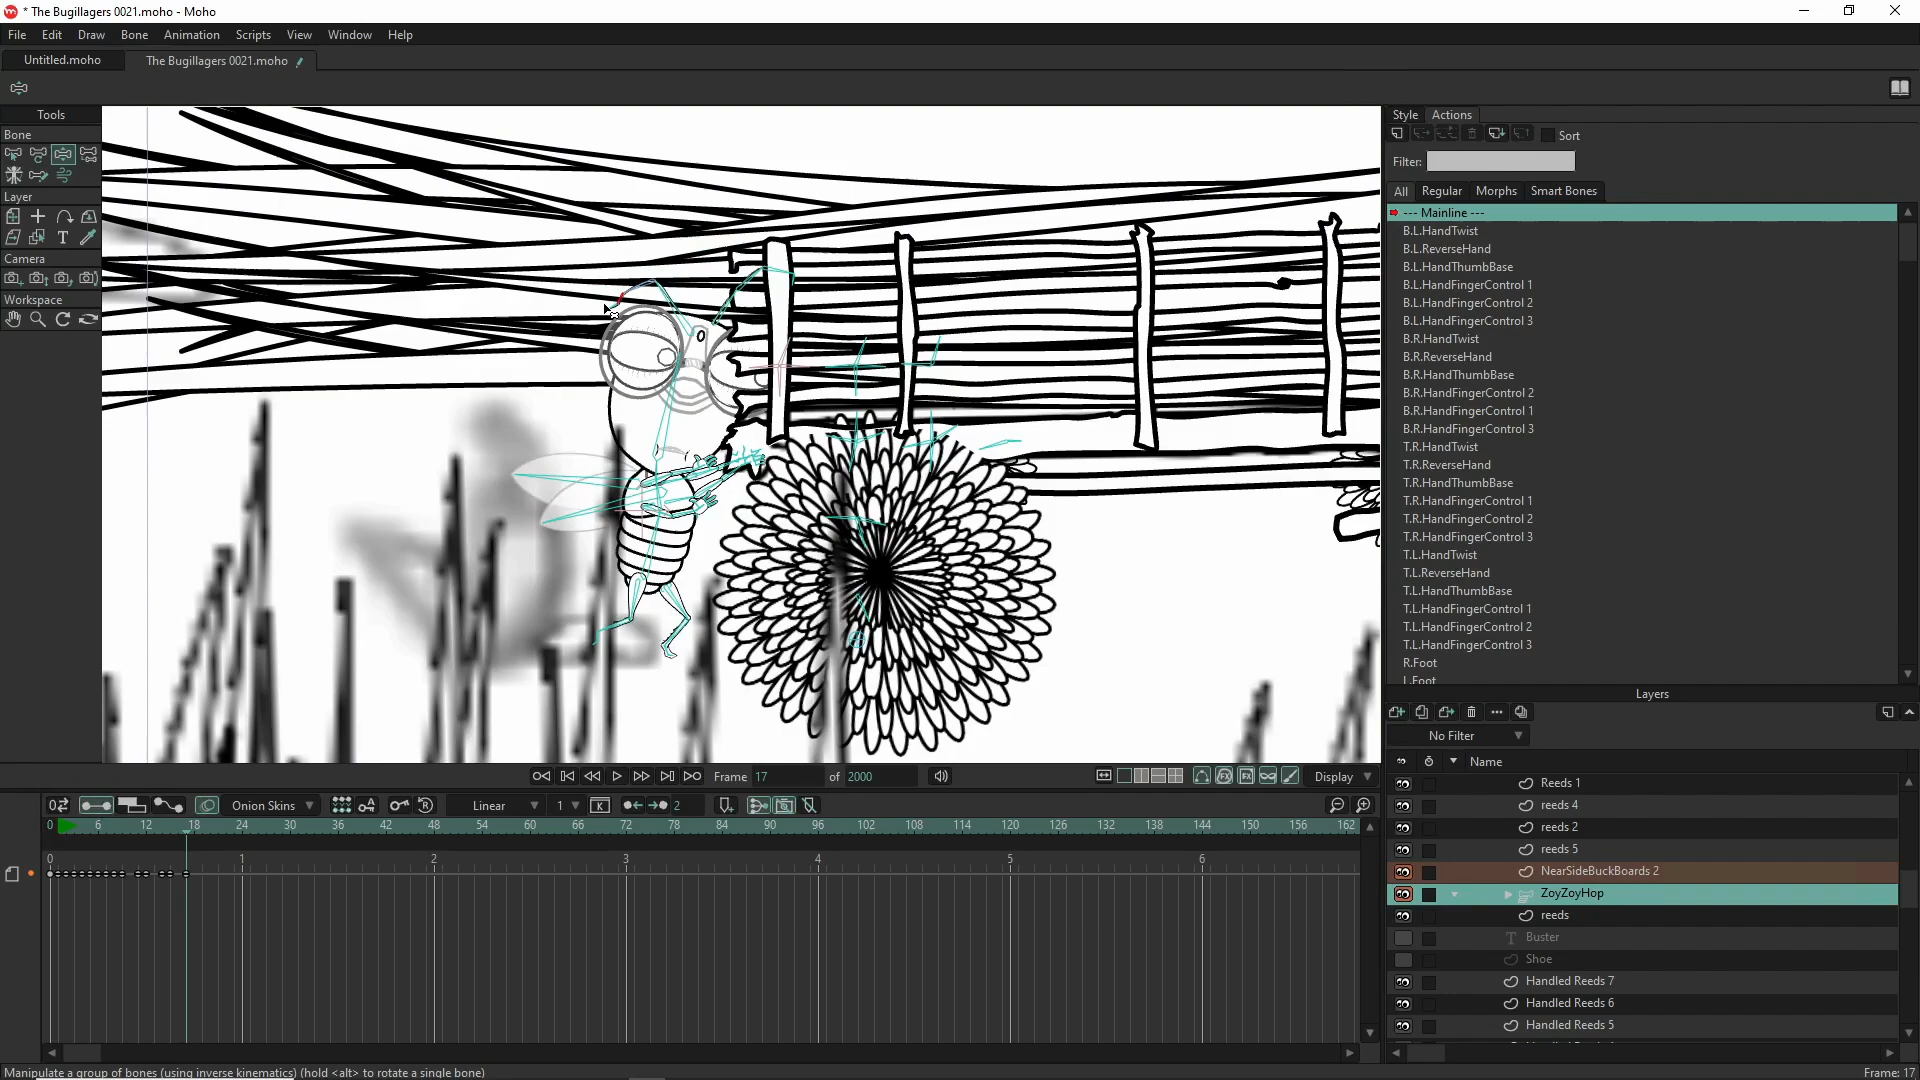 * The Bugillagers 0021.moho - Moho
File Edit Draw Bone Animation Scripts View Window Help
Untitled.moho The Bugillagers 0021.moho
Tools
Bone
Layer
Camera
Workspace
Style Actions
Sort
Filter:
All Regular Morphs Smart Bones
--- Mainline ---
B.L.HandTwist
B.L.ReverseHand
B.L.HandThumbBase
B.L.HandFingerControl 1
B.L.HandFingerControl 2
B.L.HandFingerControl 3
B.R.HandTwist
B.R.ReverseHand
B.R.HandThumbBase
B.R.HandFingerControl 2
B.R.HandFingerControl 1
B.R.HandFingerControl 3
T.R.HandTwist
T.R.ReverseHand
T.R.HandThumbBase
T.R.HandFingerControl 1
T.R.HandFingerControl 2
T.R.HandFingerControl 3
T.L.HandTwist
T.L.ReverseHand
T.L.HandThumbBase
T.L.HandFingerControl 1
T.L.HandFingerControl 2
T.L.HandFingerControl 3
R.Foot
L.Foot
Layers
No Filter
Name
Reeds 1
reeds 4
reeds 2
reeds 5
NearSideBuckBoards 2
ZoyZoyHop
reeds
Buster
Shoe
Handled Reeds 7
Handled Reeds 6
Handled Reeds 5
Frame 17 of 2000
Display
Onion Skins Linear 1 2
0 6 12 18 24 30 36 42 48 54 60 66 72 78 84 90 96 102 108 114 120 126 132 138 144 150 156 162
0 1 2 3 4 5 6
Manipulate a group of bones (using inverse kinematics) (hold <alt> to rotate a single bone)
Frame: 17